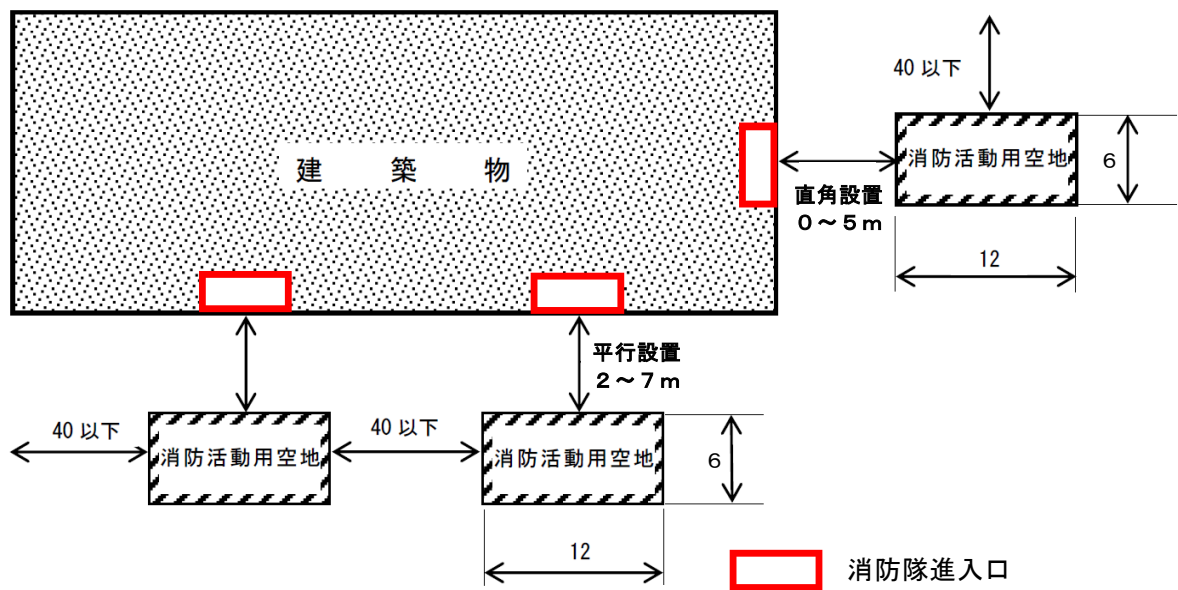 40 以下
消防活動用空地
6
建築物
直角設置
０～５ｍ
12
平行設置
２～７ｍ
40 以下
消防活動用空地
40 以下
消防活動用空地
6
12
消防隊進入口